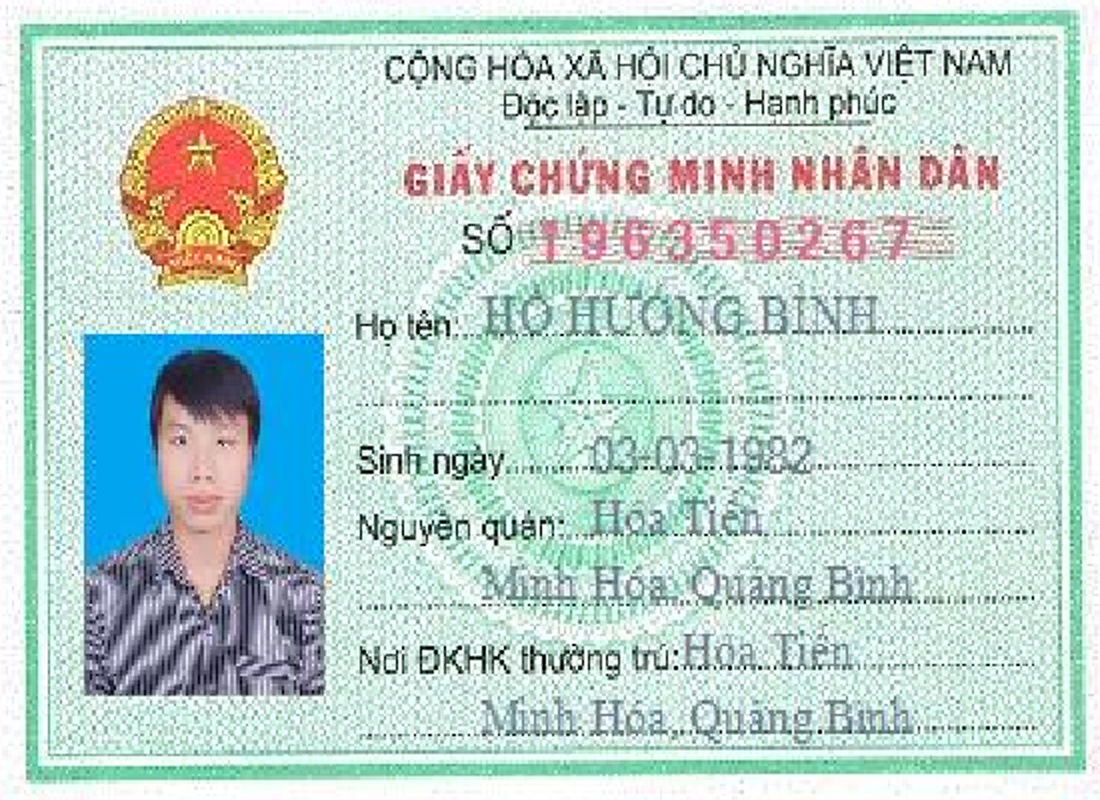 CỘNG HÒA XÃ HỘI CHỦ NGHĨA VIỆT NAM
Độc lập - Tự do - Hạnh phúc
GIẤY CHỨNG MINH NHÂN DÂN
SỐ 196350267
Họ tên: HỒ HƯƠNG BÌNH
Sinh ngày 03-03-1982
Nguyên quán: Hóa Tiến
Minh Hóa, Quảng Bình
Nơi ĐKHK thường trú: Hóa Tiến
Minh Hóa, Quảng Bình